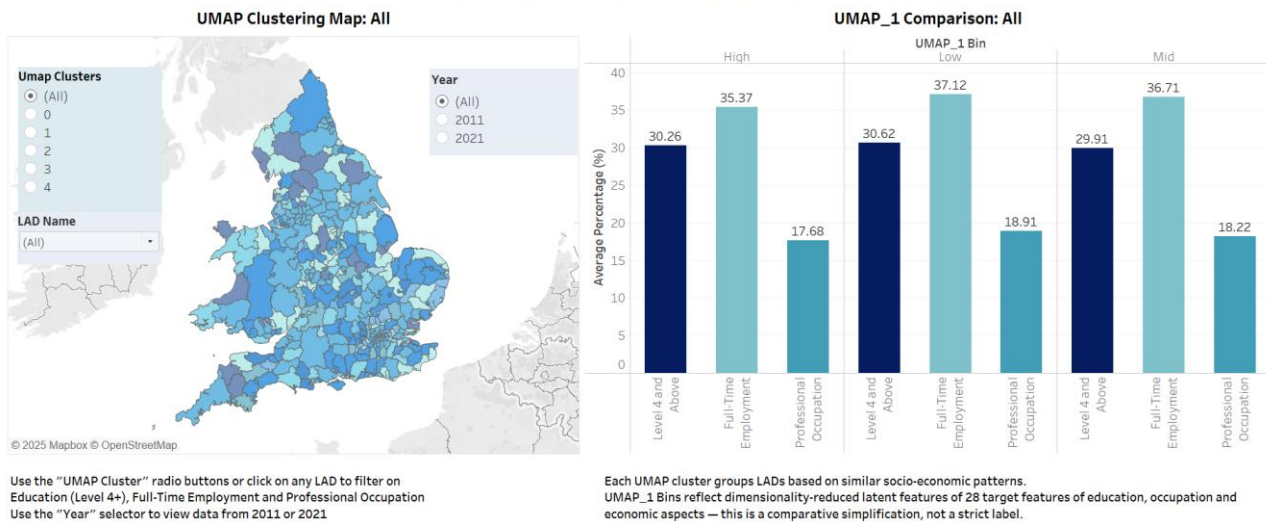 UMAP Clustering Map: All
Umap Clusters
(All)
0
1
2
3
4
LAD Name
(All)
Year
(All)
2011
2021
© 2025 Mapbox © OpenStreetMap
Use the "UMAP Cluster" radio buttons or click on any LAD to filter on
Education (Level 4+), Full-Time Employment and Professional Occupation
Use the "Year" selector to view data from 2011 or 2021
UMAP_1 Comparison: All
UMAP_1 Bin
High
Low
Mid
Average Percentage (%)
40
35
30
25
20
15
10
5
0
30.26
35.37
17.68
30.62
37.12
18.91
29.91
36.71
18.22
Level 4 and
Above
Full-Time
Employment
Professional
Occupation
Level 4 and
Above
Full-Time
Employment
Professional
Occupation
Level 4 and
Above
Full-Time
Employment
Professional
Occupation
Each UMAP cluster groups LADs based on similar socio-economic patterns.
UMAP_1 Bins reflect dimensionality-reduced latent features of 28 target features of education, occupation and
economic aspects — this is a comparative simplification, not a strict label.